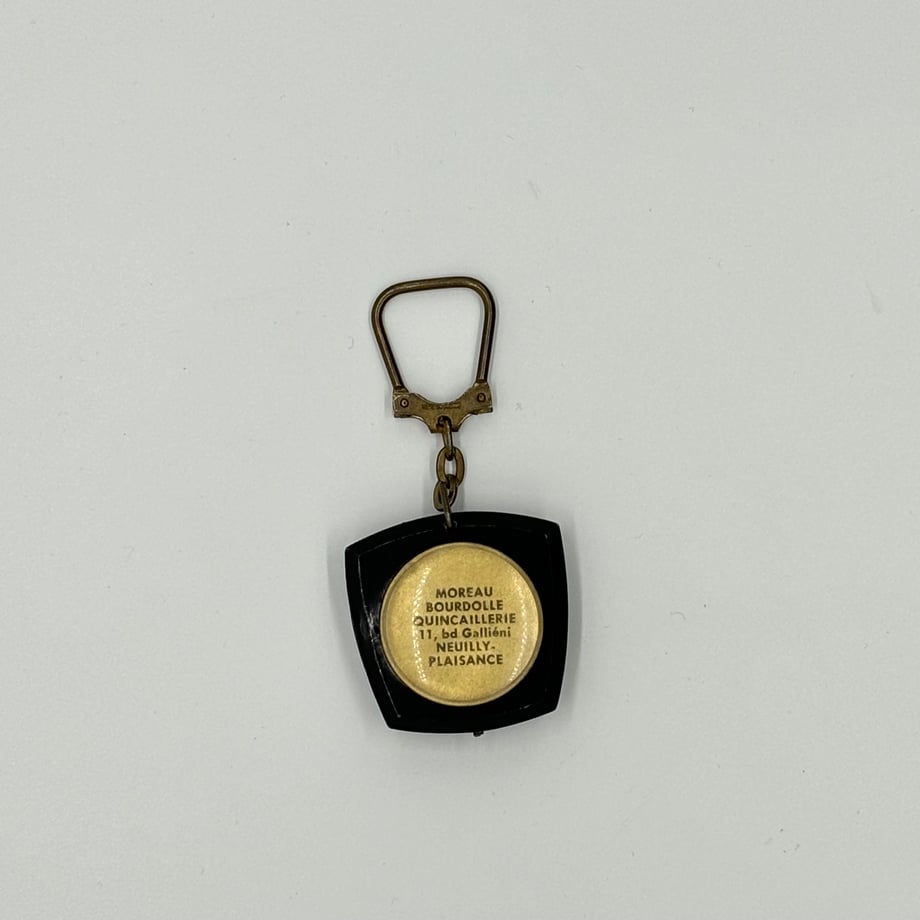 MOREAU
BOURDOLLE
QUINCAILLERIE
11, bd Galliéni
NEUILLY-
PLAISANCE